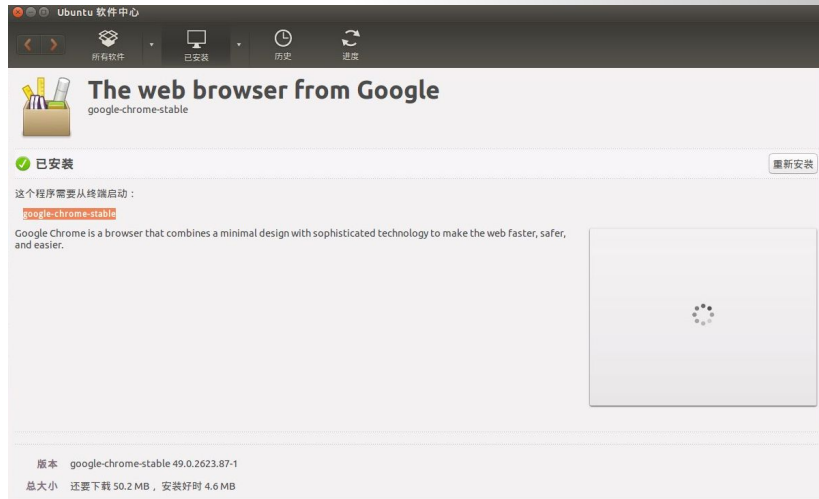 Ubuntu 软件中心
所有软件
已安装
历史
进度
The web browser from Google
google-chrome-stable
已安装
重新安装
这个程序需要从终端启动：
google-chrome-stable
Google Chrome is a browser that combines a minimal design with sophisticated technology to make the web faster, safer,
and easier.
版本 google-chrome-stable 49.0.2623.87-1
总大小 还要下载 50.2 MB，安装好时 4.6 MB